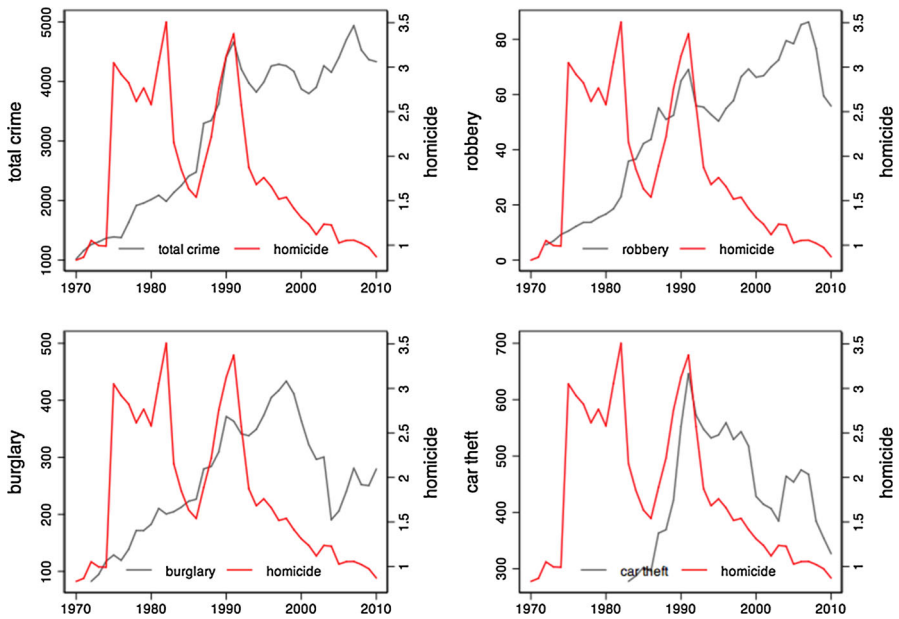 total crime
5000
4000
3000
2000
1000
3.5
3
2.5
2
1.5
1
homicide
total crime homicide
1970 1980 1990 2000 2010
robbery
80
60
40
20
0
3.5
3
2.5
2
1.5
1
homicide
robbery homicide
1970 1980 1990 2000 2010
burglary
500
400
300
200
100
3.5
3
2.5
2
1.5
1
homicide
burglary homicide
1970 1980 1990 2000 2010
car theft
700
600
500
400
300
3.5
3
2.5
2
1.5
1
homicide
car theft homicide
1970 1980 1990 2000 2010